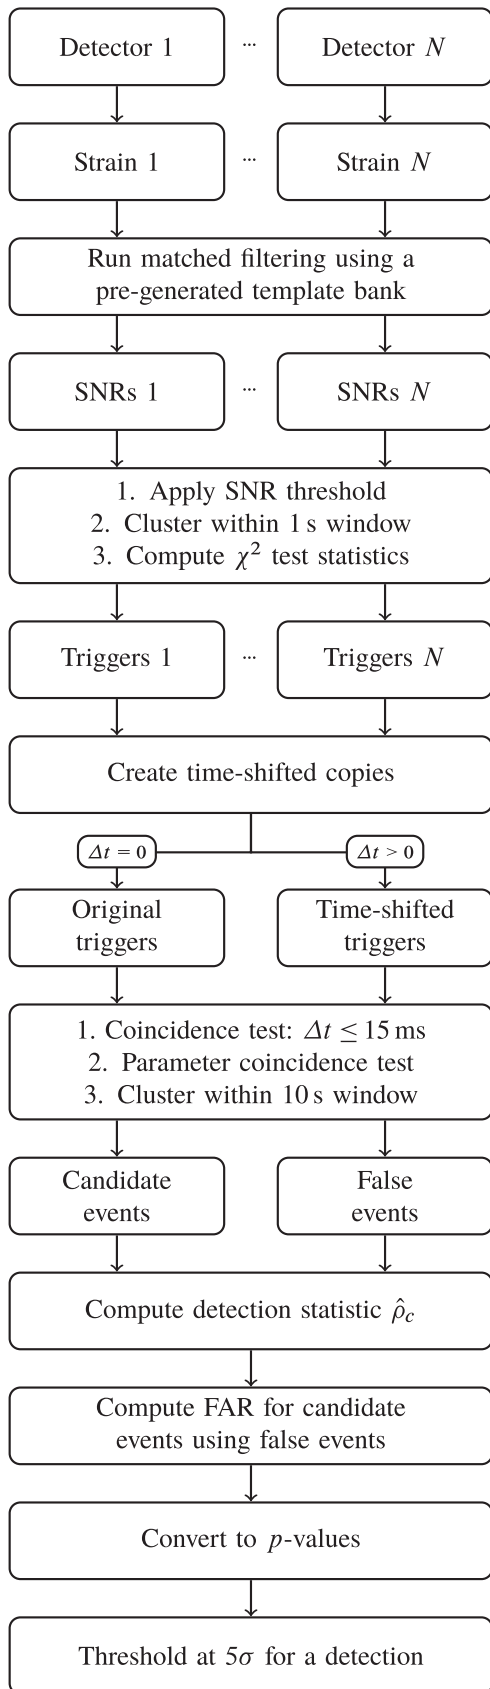 Detector 1 ... Detector N
Strain 1 ... Strain N
Run matched filtering using a
pre-generated template bank
SNRs 1 ... SNRs N
1. Apply SNR threshold
2. Cluster within 1 s window
3. Compute χ² test statistics
Triggers 1 ... Triggers N
Create time-shifted copies
Δt = 0
Δt > 0
Original
triggers
Time-shifted
triggers
1. Coincidence test: Δt ≤ 15 ms
2. Parameter coincidence test
3. Cluster within 10 s window
Candidate
events
False
events
Compute detection statistic ρ̂c
Compute FAR for candidate
events using false events
Convert to p-values
Threshold at 5σ for a detection